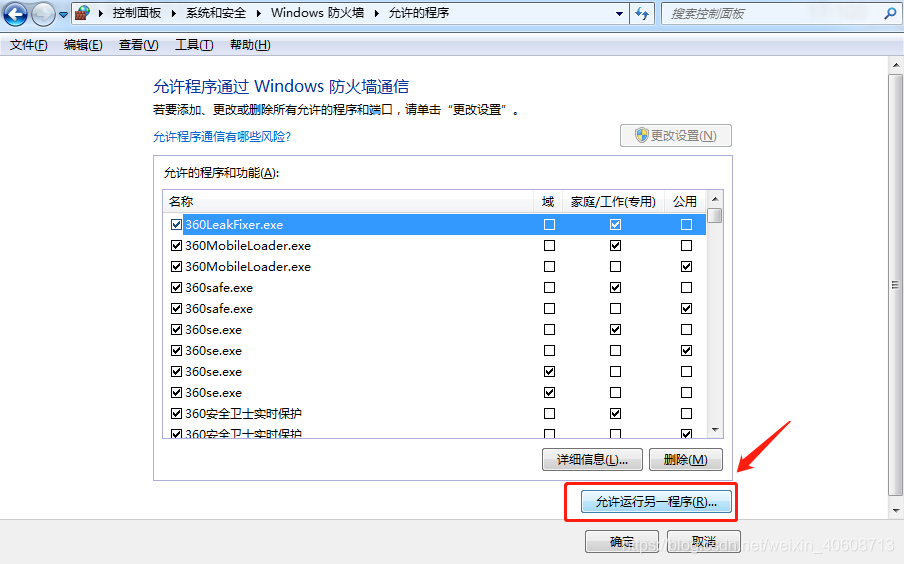 控制面板 系统和安全 Windows 防火墙 允许的程序 搜索控制面板
文件(F) 编辑(E) 查看(V) 工具(T) 帮助(H)
允许程序通过 Windows 防火墙通信
若要添加、更改或删除所有允许的程序和端口，请单击“更改设置”。
允许程序通信有哪些风险?
更改设置(N)
允许的程序和功能(A):
名称 域 家庭/工作(专用) 公用
360LeakFixer.exe
360MobileLoader.exe
360MobileLoader.exe
360safe.exe
360safe.exe
360se.exe
360se.exe
360se.exe
360se.exe
360安全卫士实时保护
360安全卫士实时保护
详细信息(L)... 删除(M)
允许运行另一程序(R)...
确定 取消
https://blog.csdn.net/weixin_40608713